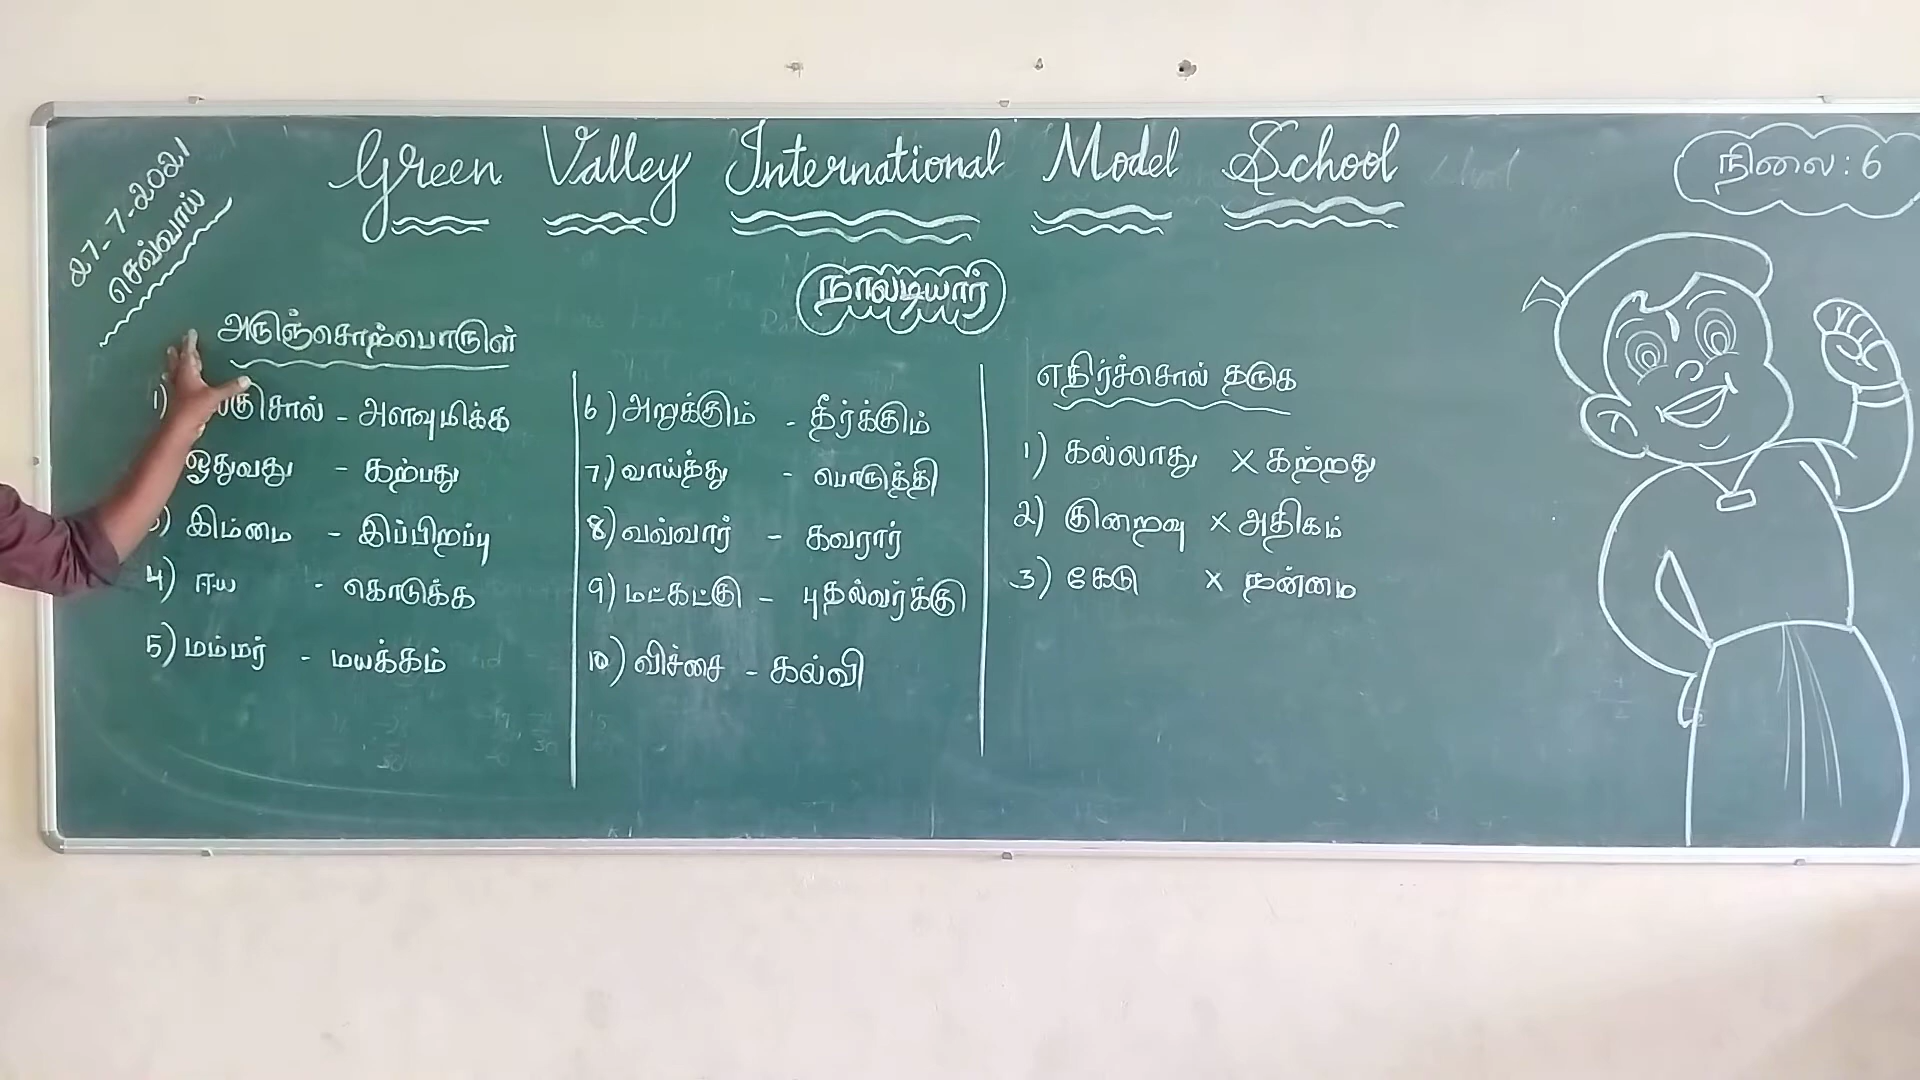 27-7-2021
செவ்வாய்
Green Valley International Model School
நிலை : 6
நாலடியார்
அருஞ்சொற்பொருள்
1) - அளவுமிக்க
ஓதுவது - கற்பது
3) இம்மை - இப்பிறப்பு
4) ஈய - கொடுக்க
5) மம்மர் - மயக்கம்
6) அறுக்கும் - தீர்க்கும்
7) வாய்த்து - பொருத்தி
8) வவ்வார் - கவரார்
9) மட்கட்கு - புதல்வர்க்கு
10) விச்சை - கல்வி
எதிர்ச்சொல் தருக
1) கல்லாது X கற்றது
2) குறைவு X அதிகம்
3) கேடு X நன்மை